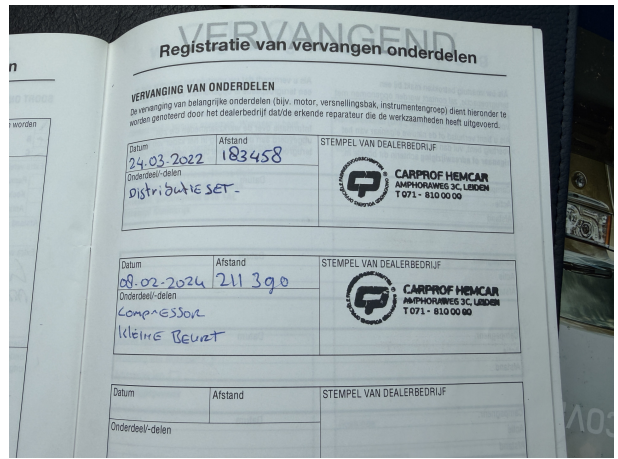 n
worden
Registratie van vervangen onderdelen
VERVANGING VAN ONDERDELEN
De vervanging van belangrijke onderdelen (bijv. motor, versnellingsbak, instrumentengroep) dient hieronder te
worden genoteerd door het dealerbedrijf dat/de erkende reparateur die de werkzaamheden heeft uitgevoerd.
Datum Afstand STEMPEL VAN DEALERBEDRIJF
24.03.2022 183458
Onderdeel/-delen
DistributiE SET-
CARPROF HEMCAR
AMPHORAWEG 3C, LEIDEN
T 071 - 810 00 00
Datum Afstand STEMPEL VAN DEALERBEDRIJF
08-02-2024 211 390
Onderdeel/-delen
COMPrESSOR
KlEiNE BEURT
CARPROF HEMCAR
AMPHORAWEG 3C, LEIDEN
T 071 - 810 00 00
Datum Afstand STEMPEL VAN DEALERBEDRIJF
Onderdeel/-delen